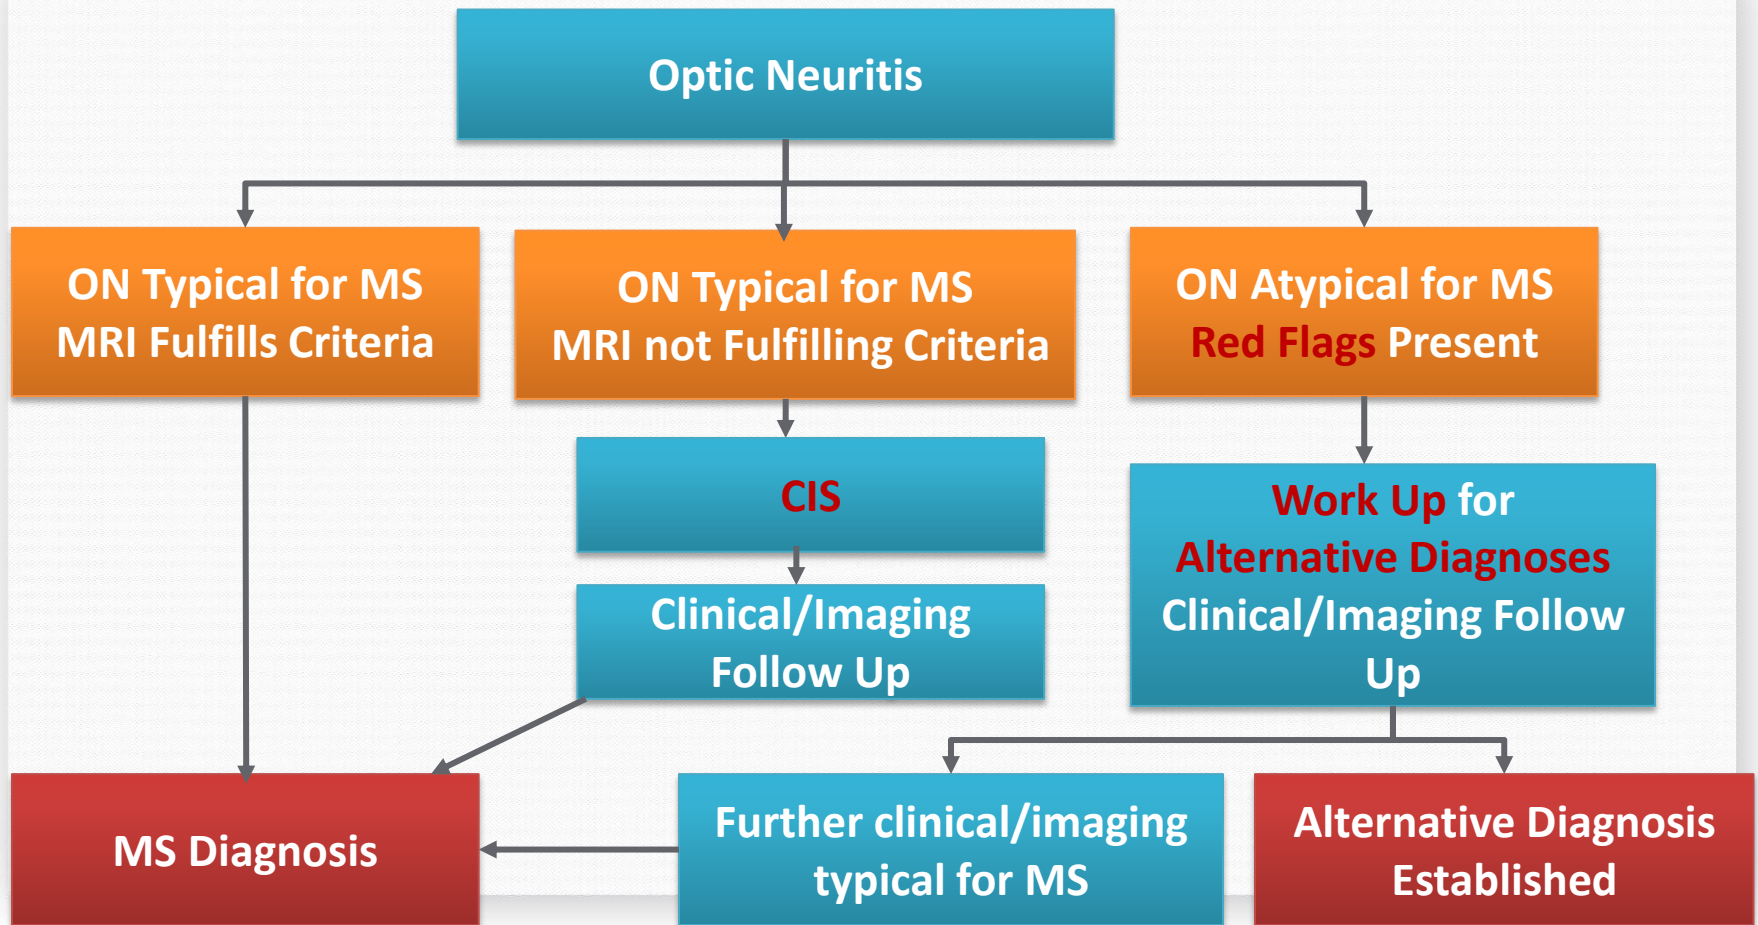 Optic Neuritis
ON Typical for MS
MRI Fulfills Criteria
ON Typical for MS
MRI not Fulfilling Criteria
ON Atypical for MS
Red Flags Present
CIS
Work Up for
Alternative Diagnoses
Clinical/Imaging Follow
Up
Clinical/Imaging
Follow Up
MS Diagnosis
Further clinical/imaging
typical for MS
Alternative Diagnosis
Established